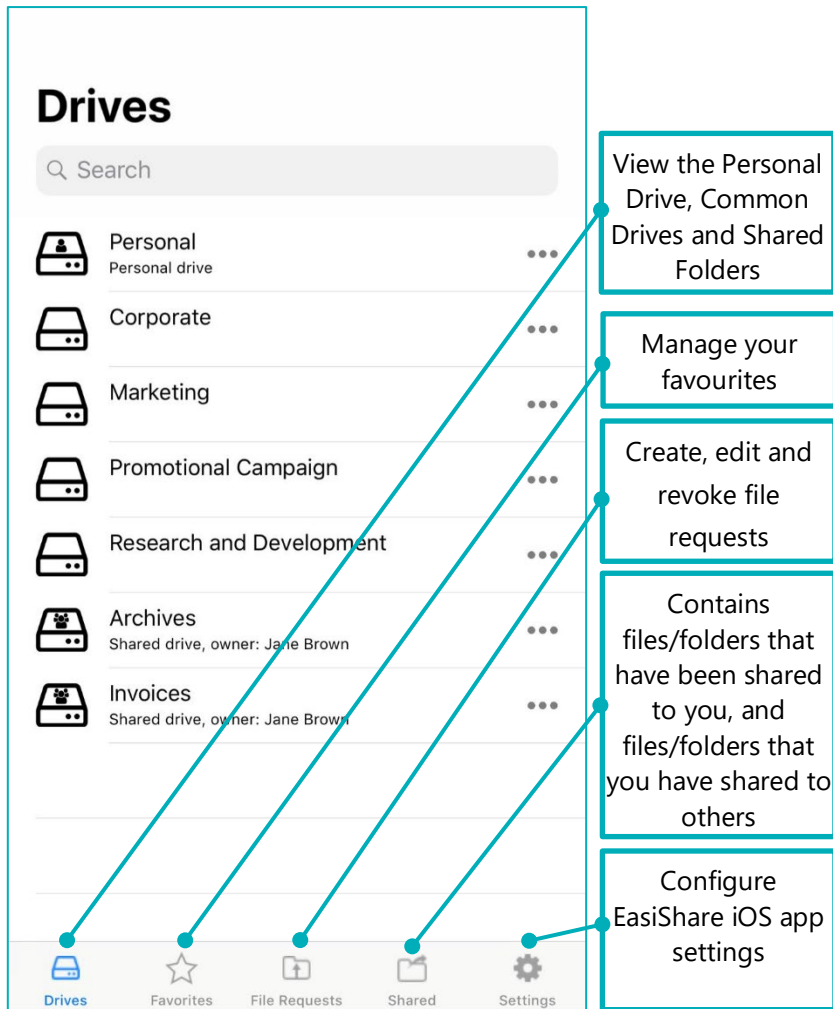 Drives
Search
Personal
Personal drive
Corporate
Marketing
Promotional Campaign
Research and Development
Archives
Shared drive, owner: Jane Brown
Invoices
Shared drive, owner: Jane Brown
Drives
Favorites
File Requests
Shared
Settings
View the Personal
Drive, Common
Drives and Shared
Folders
Manage your
favourites
Create, edit and
revoke file
requests
Contains
files/folders that
have been shared
to you, and
files/folders that
you have shared to
others
Configure
EasiShare iOS app
settings